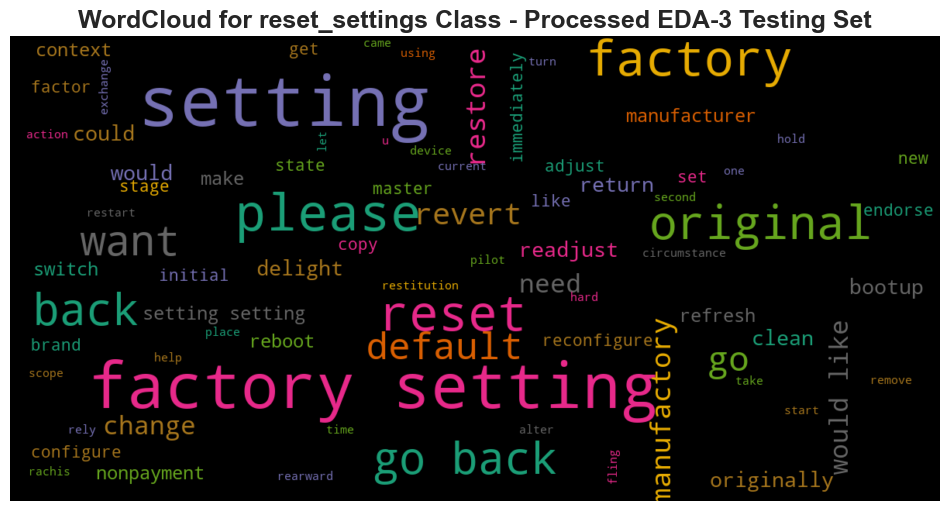 WordCloud for reset_settings Class - Processed EDA-3 Testing Set
context
get
came
using
turn
factory
factor
exchange
setting
restore
immediately
manufacturer
action
could
let
u
device
hold
would
stage
make
state
current
master
adjust
return
set
one
new
like
second
restart
please
revert
original
endorse
want
copy
readjust
circumstance
switch
initial
delight
pilot
need
restitution
hard
bootup
back
setting setting
reset
refresh
brand
place
reboot
default
reconfigure
clean
would like
scope
help
factory setting
manufactory
go
take
remove
start
rely
change
time
alter
configure
go back
fling
rachis
nonpayment
rearward
originally